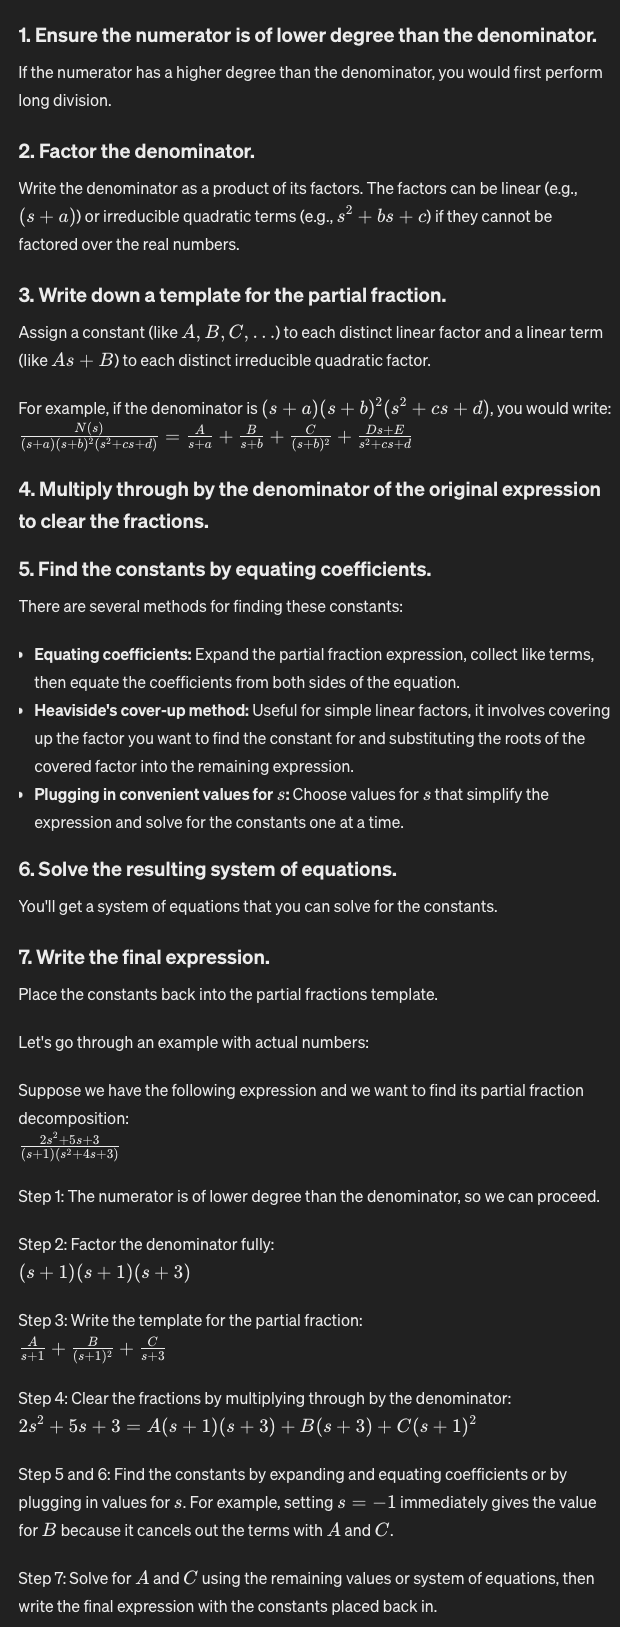 1. Ensure the numerator is of lower degree than the denominator.
If the numerator has a higher degree than the denominator, you would first perform
long division.
2. Factor the denominator.
Write the denominator as a product of its factors. The factors can be linear (e.g.,
(s + a)) or irreducible quadratic terms (e.g., s² + bs + c) if they cannot be
factored over the real numbers.
3. Write down a template for the partial fraction.
Assign a constant (like A, B, C, ...) to each distinct linear factor and a linear term
(like As + B) to each distinct irreducible quadratic factor.
For example, if the denominator is (s + a)(s + b)²(s² + cs + d), you would write:
N(s)/((s+a)(s+b)²(s²+cs+d)) = A/(s+a) + B/(s+b) + C/(s+b)² + (Ds+E)/(s²+cs+d)
4. Multiply through by the denominator of the original expression
to clear the fractions.
5. Find the constants by equating coefficients.
There are several methods for finding these constants:
• Equating coefficients: Expand the partial fraction expression, collect like terms,
then equate the coefficients from both sides of the equation.
• Heaviside's cover-up method: Useful for simple linear factors, it involves covering
up the factor you want to find the constant for and substituting the roots of the
covered factor into the remaining expression.
• Plugging in convenient values for s: Choose values for s that simplify the
expression and solve for the constants one at a time.
6. Solve the resulting system of equations.
You'll get a system of equations that you can solve for the constants.
7. Write the final expression.
Place the constants back into the partial fractions template.
Let's go through an example with actual numbers:
Suppose we have the following expression and we want to find its partial fraction
decomposition:
(2s²+5s+3)/((s+1)(s²+4s+3))
Step 1: The numerator is of lower degree than the denominator, so we can proceed.
Step 2: Factor the denominator fully:
(s + 1)(s + 1)(s + 3)
Step 3: Write the template for the partial fraction:
A/(s+1) + B/(s+1)² + C/(s+3)
Step 4: Clear the fractions by multiplying through by the denominator:
2s² + 5s + 3 = A(s + 1)(s + 3) + B(s + 3) + C(s + 1)²
Step 5 and 6: Find the constants by expanding and equating coefficients or by
plugging in values for s. For example, setting s = −1 immediately gives the value
for B because it cancels out the terms with A and C.
Step 7: Solve for A and C using the remaining values or system of equations, then
write the final expression with the constants placed back in.